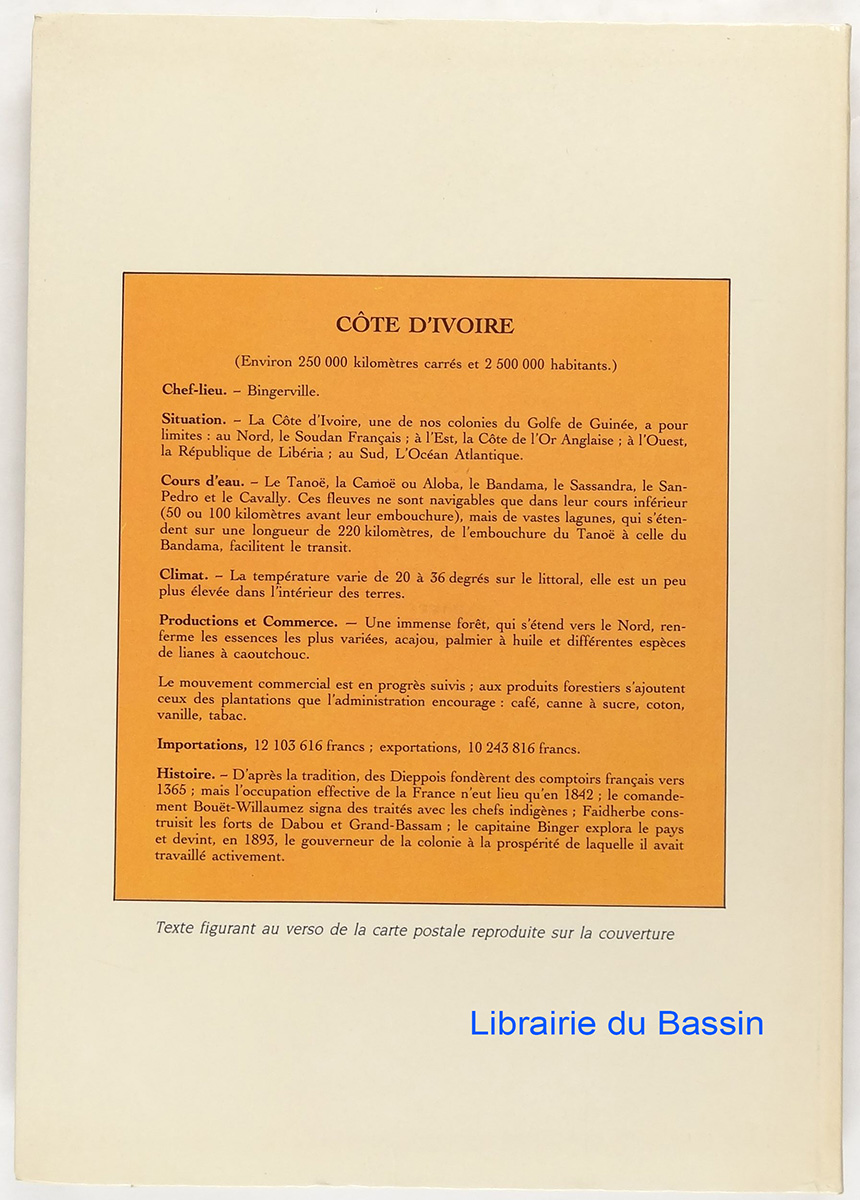 CÔTE D'IVOIRE
(Environ 250 000 kilomètres carrés et 2 500 000 habitants.)
Chef-lieu. – Bingerville.
Situation. – La Côte d'Ivoire, une de nos colonies du Golfe de Guinée, a pour
limites : au Nord, le Soudan Français ; à l'Est, la Côte de l'Or Anglaise ; à l'Ouest,
la République de Libéria ; au Sud, L'Océan Atlantique.
Cours d'eau. – Le Tanoë, la Camoë ou Aloba, le Bandama, le Sassandra, le San-
Pedro et le Cavally. Ces fleuves ne sont navigables que dans leur cours inférieur
(50 ou 100 kilomètres avant leur embouchure), mais de vastes lagunes, qui s'éten-
dent sur une longueur de 220 kilomètres, de l'embouchure du Tanoë à celle du
Bandama, facilitent le transit.
Climat. – La température varie de 20 à 36 degrés sur le littoral, elle est un peu
plus élevée dans l'intérieur des terres.
Productions et Commerce. — Une immense forêt, qui s'étend vers le Nord, ren-
ferme les essences les plus variées, acajou, palmier à huile et différentes espèces
de lianes à caoutchouc.
Le mouvement commercial est en progrès suivis ; aux produits forestiers s'ajoutent
ceux des plantations que l'administration encourage : café, canne à sucre, coton,
vanille, tabac.
Importations, 12 103 616 francs ; exportations, 10 243 816 francs.
Histoire. – D'après la tradition, des Dieppois fondèrent des comptoirs français vers
1365 ; mais l'occupation effective de la France n'eut lieu qu'en 1842 ; le comande-
ment Bouët-Willaumez signa des traités avec les chefs indigènes ; Faidherbe cons-
truisit les forts de Dabou et Grand-Bassam ; le capitaine Binger explora le pays
et devint, en 1893, le gouverneur de la colonie à la prospérité de laquelle il avait
travaillé activement.
Texte figurant au verso de la carte postale reproduite sur la couverture
Librairie du Bassin